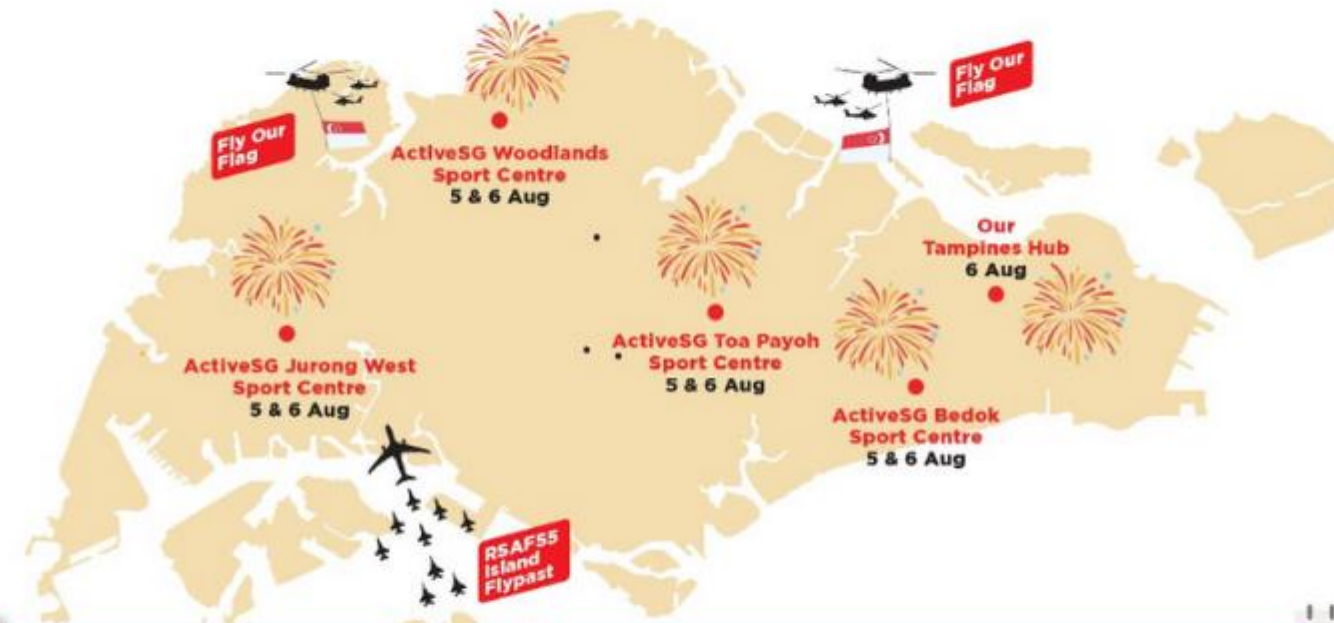 Fly Our
Flag
ActiveSG Woodlands
Sport Centre
5 & 6 Aug
Fly Our
Flag
ActiveSG Jurong West
Sport Centre
5 & 6 Aug
ActiveSG Toa Payoh
Sport Centre
5 & 6 Aug
Our
Tampines Hub
6 Aug
ActiveSG Bedok
Sport Centre
5 & 6 Aug
RSAF55
Island
Flypast